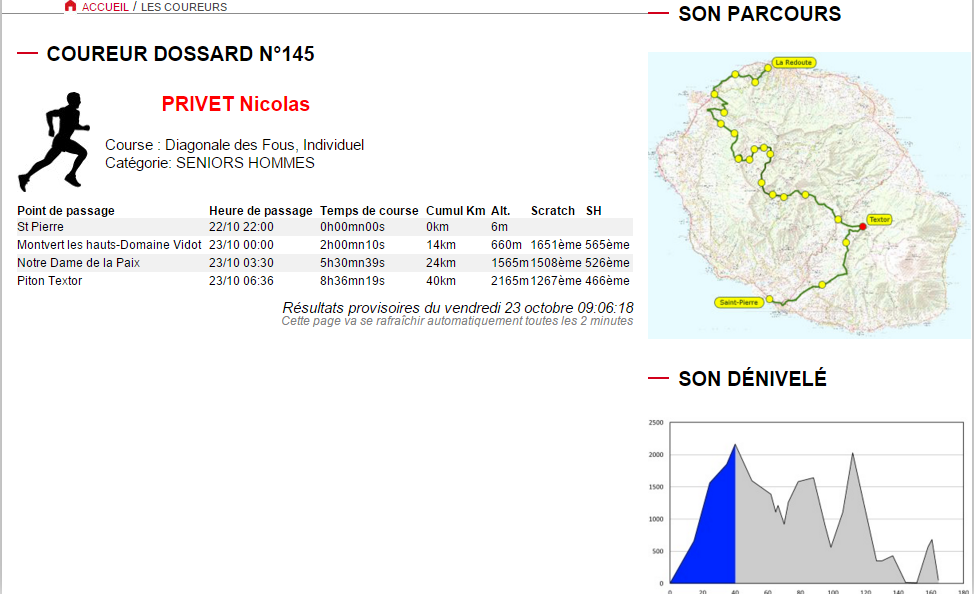 ACCUEIL / LES COUREURS
COUREUR DOSSARD N°145
PRIVET Nicolas
Course : Diagonale des Fous, Individuel
Catégorie: SENIORS HOMMES
Point de passage Heure de passage Temps de course Cumul Km Alt. Scratch SH
St Pierre 22/10 22:00 0h00mn00s 0km 6m
Montvert les hauts-Domaine Vidot 23/10 00:00 2h00mn10s 14km 660m 1651ème 565ème
Notre Dame de la Paix 23/10 03:30 5h30mn39s 24km 1565m 1508ème 526ème
Piton Textor 23/10 06:36 8h36mn19s 40km 2165m 1267ème 466ème
Résultats provisoires du vendredi 23 octobre 09:06:18
Cette page va se rafraîchir automatiquement toutes les 2 minutes
SON PARCOURS
La Redoute
Textor
Saint-Pierre
SON DÉNIVELÉ
2500
2000
1500
1000
500
0
0 20 40 60 80 100 120 140 160 180